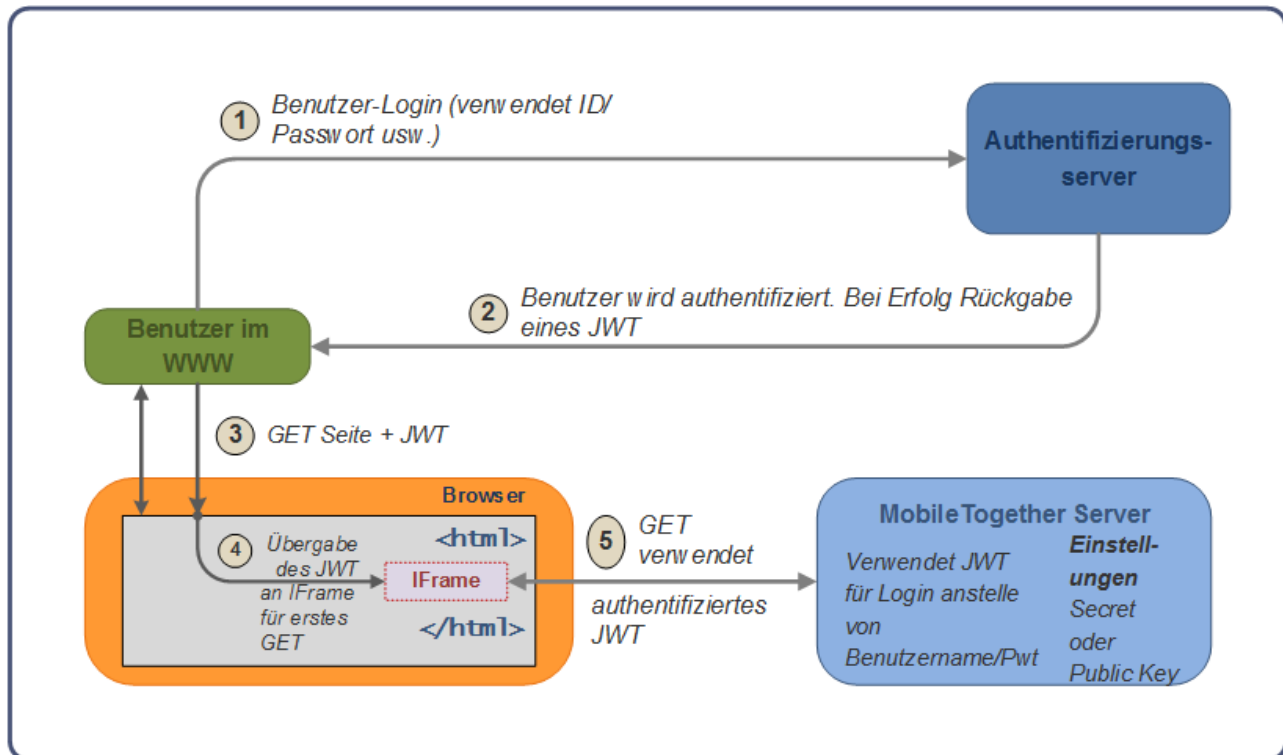 1
Benutzer-Login (verwendet ID/
Passwort usw.)
Authentifizierungs-
server
2
Benutzer wird authentifiziert. Bei Erfolg Rückgabe
eines JWT
Benutzer im
WWW
3
GET Seite + JWT
Browser
4
Übergabe
des JWT
an IFrame
für erstes
GET
<html>
IFrame
</html>
5
GET
verwendet
authentifiziertes
JWT
MobileTogether Server
Verwendet JWT
für Login anstelle
von
Benutzername/Pwt
Einstell-
ungen
Secret
oder
Public Key